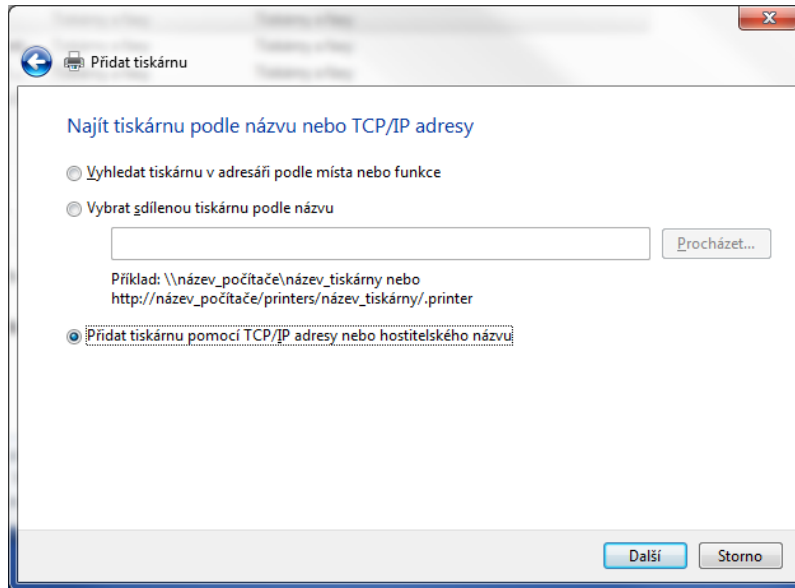 Přidat tiskárnu
Najít tiskárnu podle názvu nebo TCP/IP adresy
Vyhledat tiskárnu v adresáři podle místa nebo funkce
Vybrat sdílenou tiskárnu podle názvu
Procházet...
Příklad: \\název_počítače\název_tiskárny nebo
http://název_počítače/printers/název_tiskárny/.printer
Přidat tiskárnu pomocí TCP/IP adresy nebo hostitelského názvu
Další
Storno